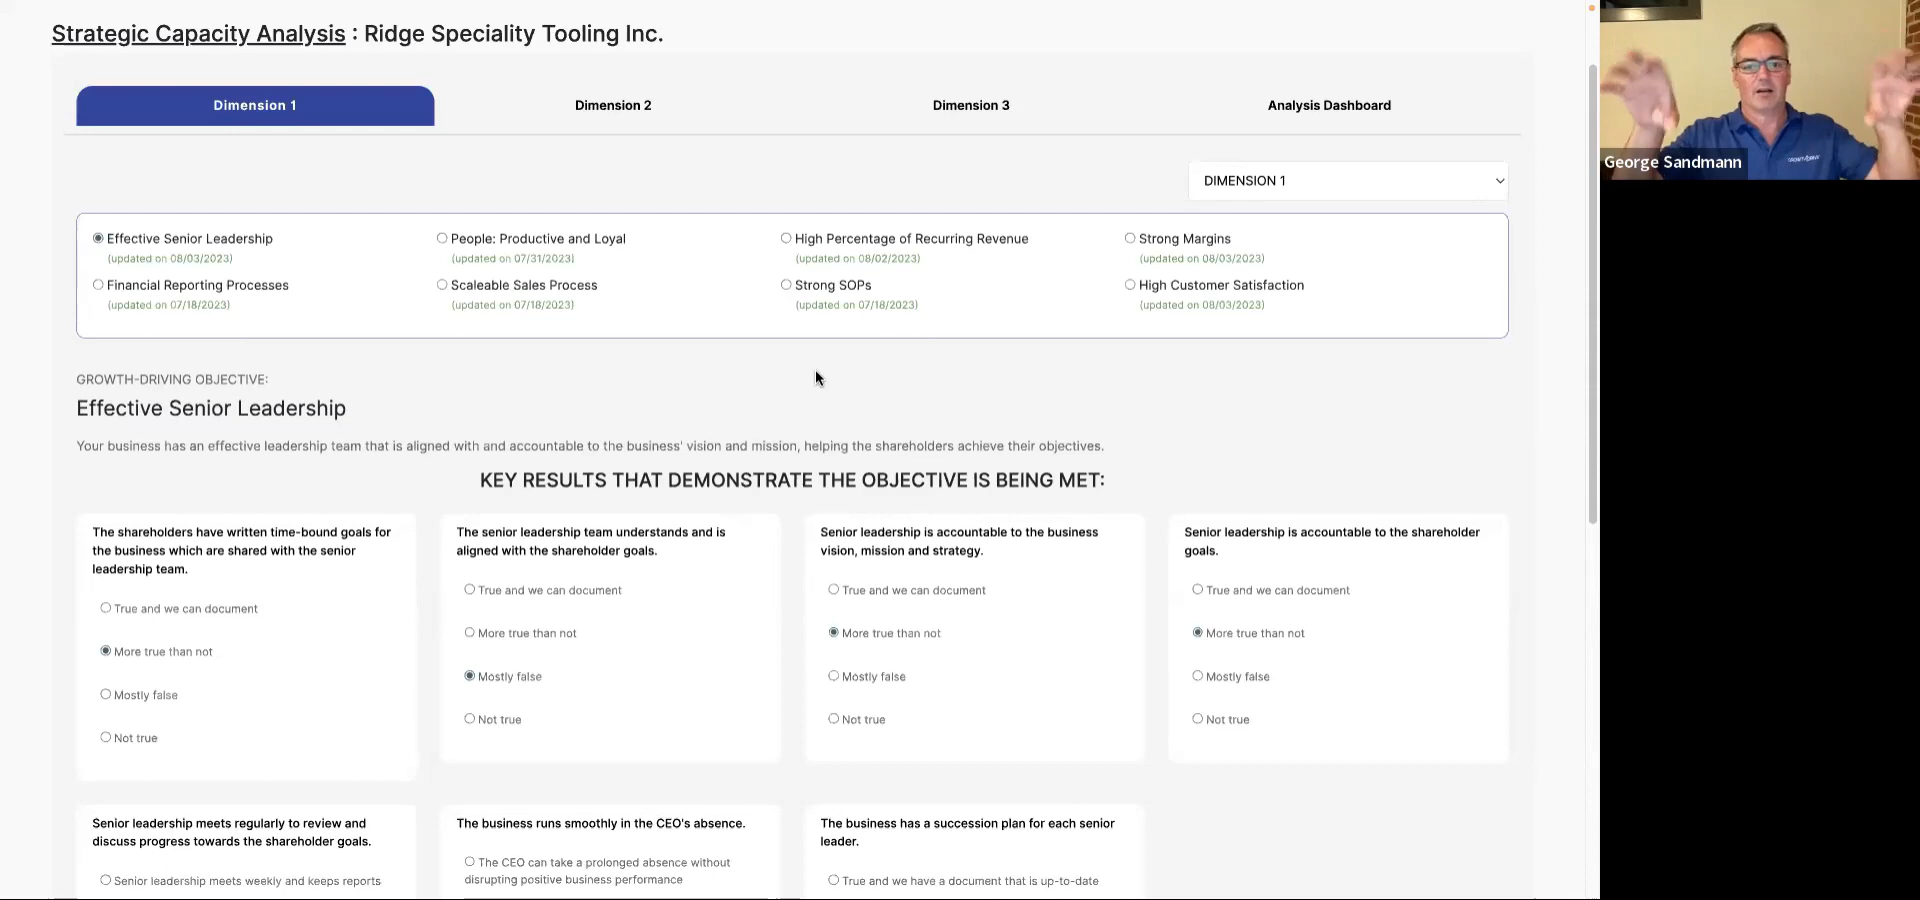 Strategic Capacity Analysis : Ridge Speciality Tooling Inc.
Dimension 1
Dimension 2
Dimension 3
Analysis Dashboard
George Sandmann
DIMENSION 1
Effective Senior Leadership
(updated on 08/03/2023)
People: Productive and Loyal
(updated on 07/31/2023)
High Percentage of Recurring Revenue
(updated on 08/02/2023)
Strong Margins
(updated on 08/03/2023)
Financial Reporting Processes
(updated on 07/18/2023)
Scaleable Sales Process
(updated on 07/18/2023)
Strong SOPs
(updated on 07/18/2023)
High Customer Satisfaction
(updated on 08/03/2023)
GROWTH-DRIVING OBJECTIVE:
Effective Senior Leadership
Your business has an effective leadership team that is aligned with and accountable to the business' vision and mission, helping the shareholders achieve their objectives.
KEY RESULTS THAT DEMONSTRATE THE OBJECTIVE IS BEING MET:
The shareholders have written time-bound goals for
the business which are shared with the senior
leadership team.
True and we can document
More true than not
Mostly false
Not true
The senior leadership team understands and is
aligned with the shareholder goals.
True and we can document
More true than not
Mostly false
Not true
Senior leadership is accountable to the business
vision, mission and strategy.
True and we can document
More true than not
Mostly false
Not true
Senior leadership is accountable to the shareholder
goals.
True and we can document
More true than not
Mostly false
Not true
Senior leadership meets regularly to review and
discuss progress towards the shareholder goals.
Senior leadership meets weekly and keeps reports
The business runs smoothly in the CEO's absence.
The CEO can take a prolonged absence without
disrupting positive business performance
The business has a succession plan for each senior
leader.
True and we have a document that is up-to-date